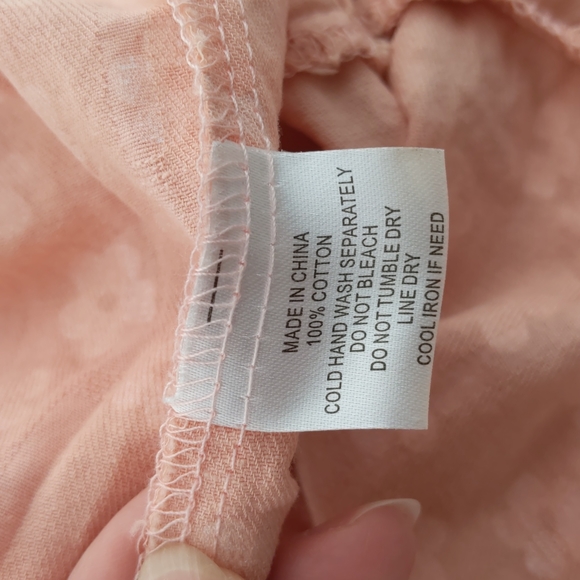 MADE IN CHINA
100% COTTON
COLD HAND WASH SEPARATELY
DO NOT BLEACH
DO NOT TUMBLE DRY
LINE DRY
COOL IRON IF NEED